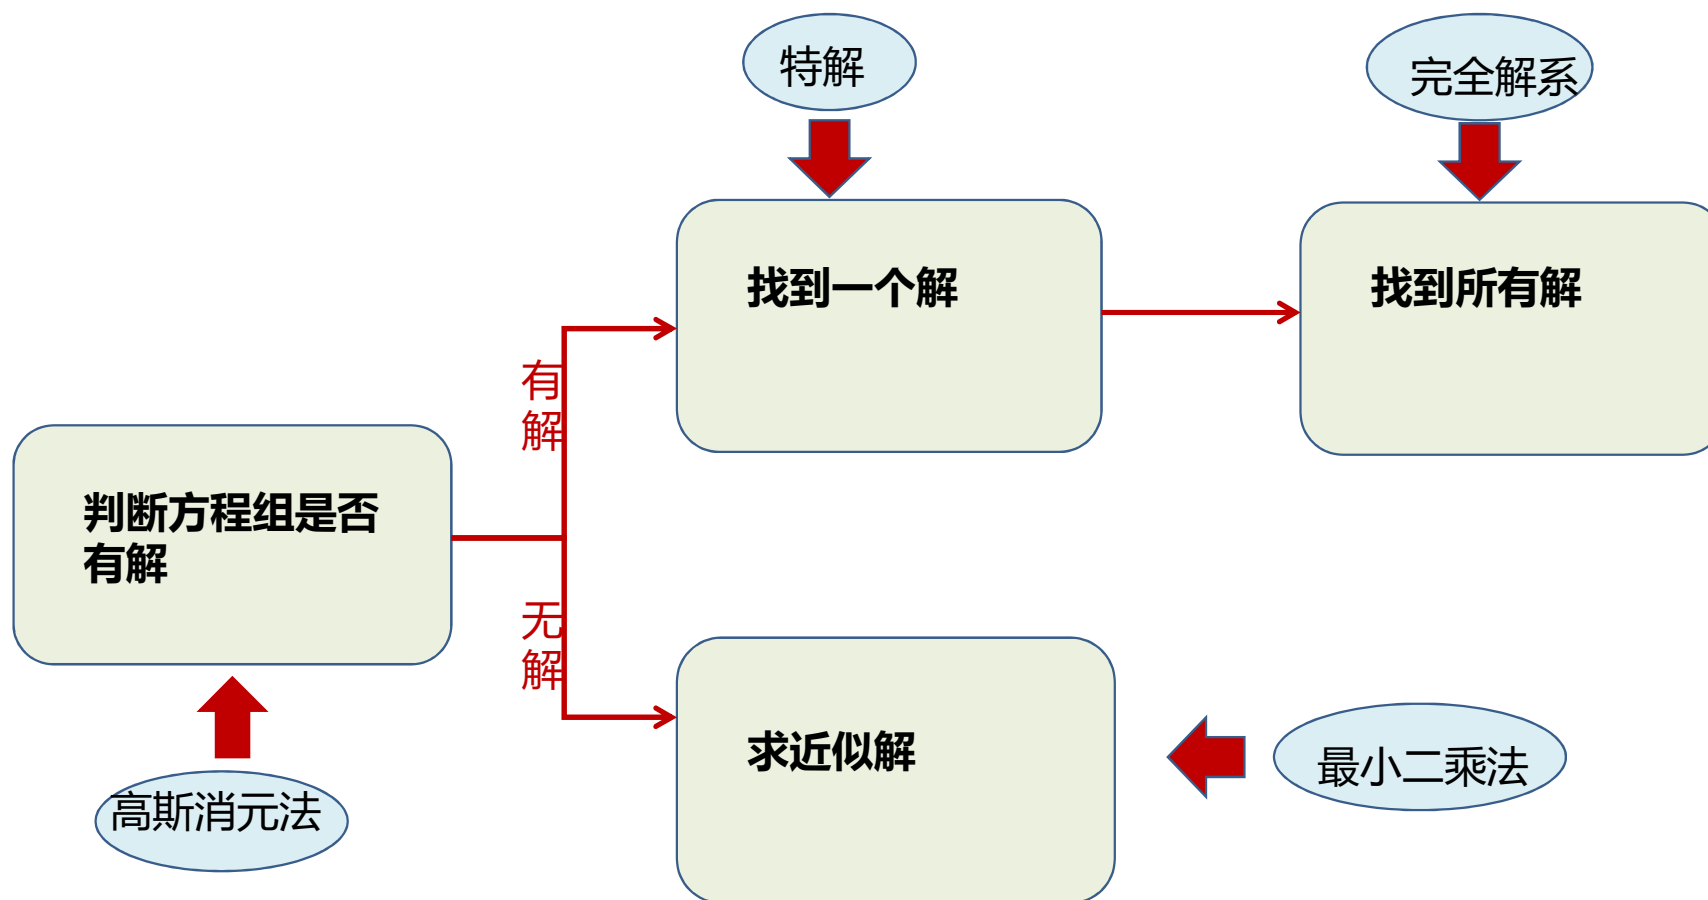 特解
完全解系
找到一个解
找到所有解
有
解
判断方程组是否
有解
无
解
求近似解
最小二乘法
高斯消元法